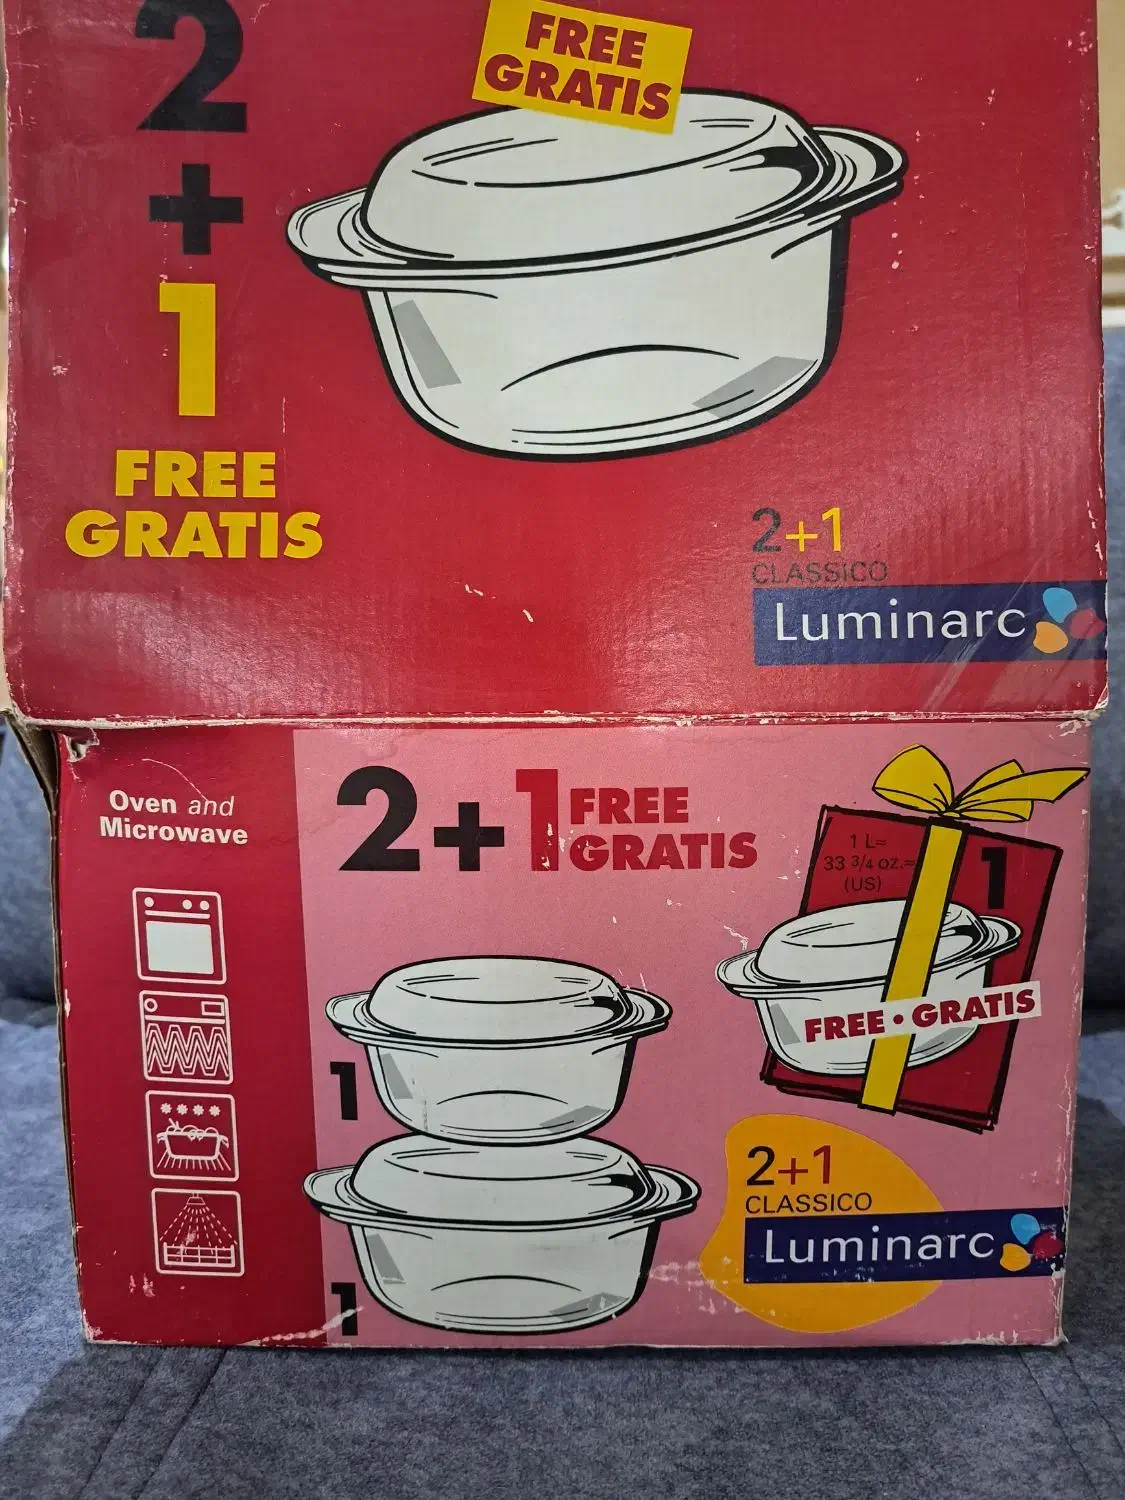 FREE
GRATIS
2
+
1
FREE
GRATIS
2+1
CLASSICO
Luminarc
Oven and
Microwave
2+1 FREE
GRATIS
1 L=
33 3/4 oz.=
(US)
1
FREE • GRATIS
1
1
2+1
CLASSICO
Luminarc